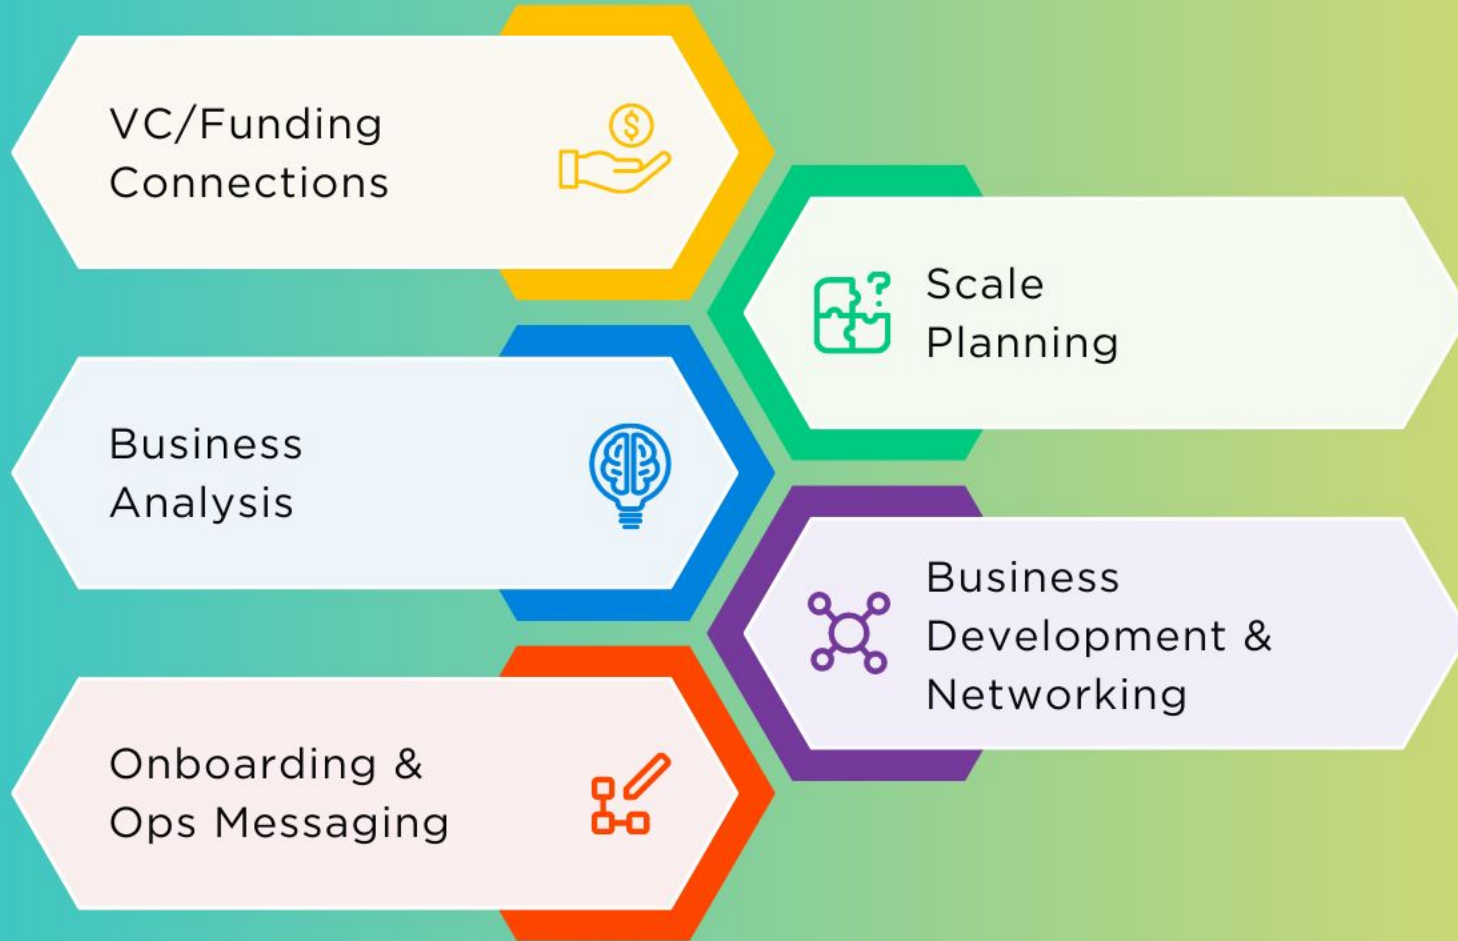 VC/Funding
Connections
Scale
Planning
Business
Analysis
Business
Development &
Networking
Onboarding &
Ops Messaging